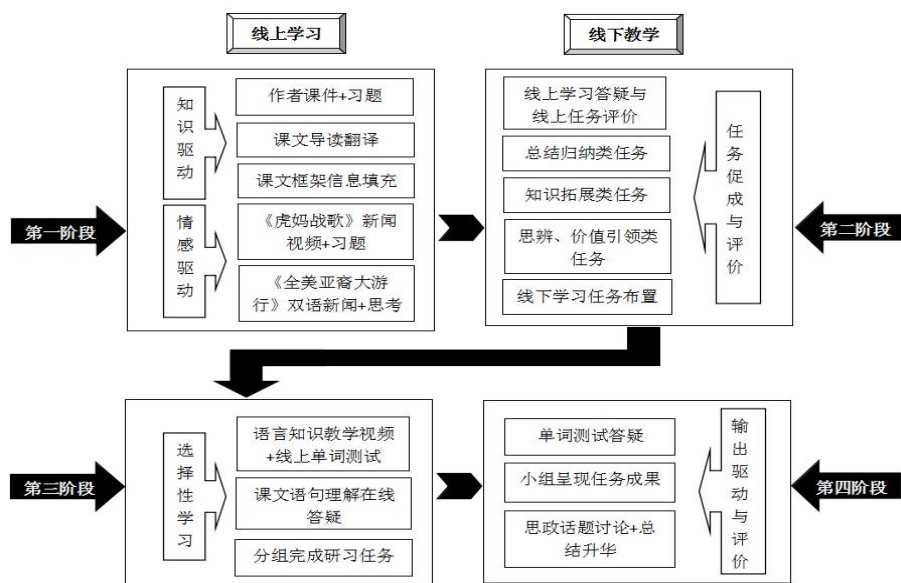 线上学习
线下教学
第一阶段
知识驱动
作者课件+习题
课文导读翻译
课文框架信息填充
情感驱动
《虎妈战歌》新闻
视频+习题
《全美亚裔大游
行》双语新闻+思考
线上学习答疑与
线上任务评价
总结归纳类任务
知识拓展类任务
思辨、价值引领类
任务
线下学习任务布置
任务促成与评价
第二阶段
第三阶段
选择性学习
语言知识教学视频
+线上单词测试
课文语句理解在线
答疑
分组完成研习任务
单词测试答疑
小组呈现任务成果
思政话题讨论+总
结升华
输出驱动与评价
第四阶段